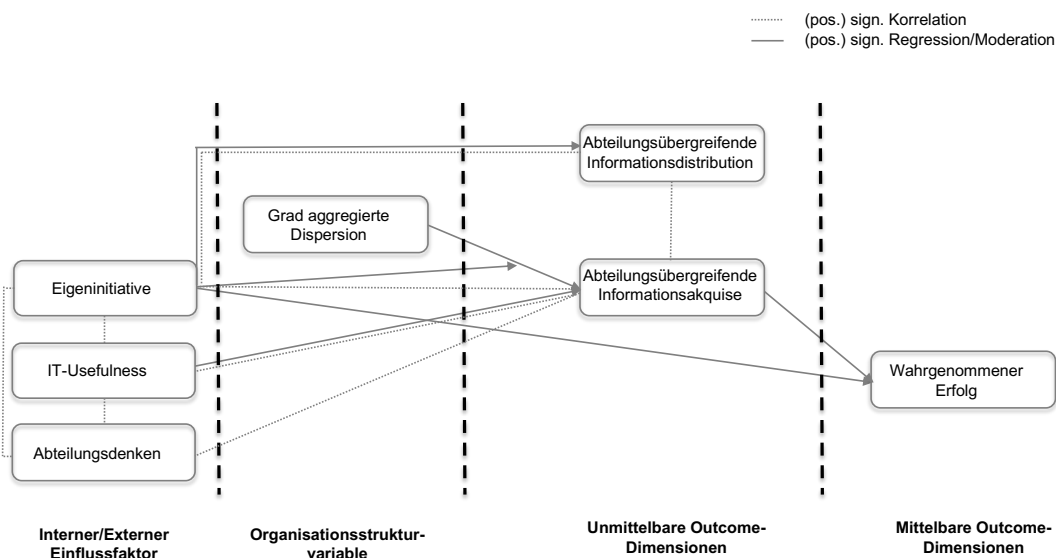 (pos.) sign. Korrelation
(pos.) sign. Regression/Moderation
Abteilungsübergreifende
Informationsdistribution
Grad aggregierte
Dispersion
Eigeninitiative
Abteilungsübergreifende
Informationsakquise
IT-Usefulness
Wahrgenommener
Erfolg
Abteilungsdenken
Interner/Externer
Einflussfaktor
Organisationsstruktur-
variable
Unmittelbare Outcome-
Dimensionen
Mittelbare Outcome-
Dimensionen